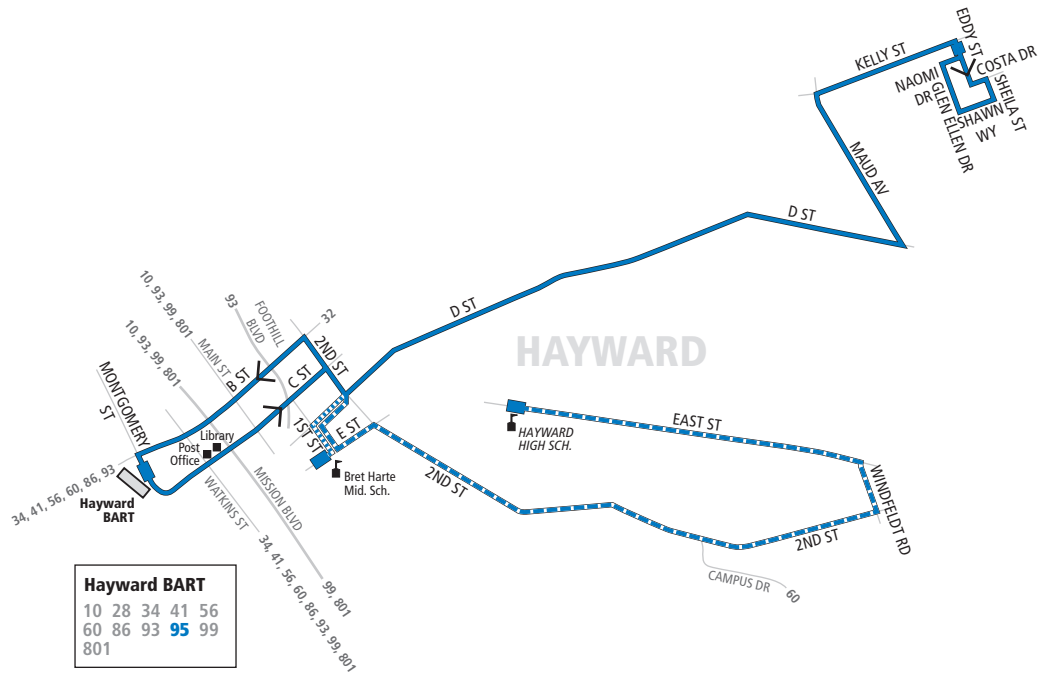 EDDY ST
KELLY ST
COSTA DR
NAOMI
DR
SHEILA ST
GLEN ELLEN DR
SHAWN
WY
MAUD AV
D ST
D ST
10, 93, 99, 801
93
FOOTHILL
BLVD
32
10, 93, 99, 801
MAIN ST
2ND ST
HAYWARD
B ST
C ST
MONTGOMERY
ST
1ST ST
E ST
EAST ST
HAYWARD
HIGH SCH.
Library
Post
Office
Bret Harte
Mid. Sch.
2ND ST
WINDFELDT RD
34, 41, 56, 60, 86, 93
Hayward
BART
WATKINS ST
MISSION BLVD
2ND ST
34, 41, 56, 60, 86, 93, 99, 801
99, 801
CAMPUS DR
60
Hayward BART
10 28 34 41 56
60 86 93 95 99
801